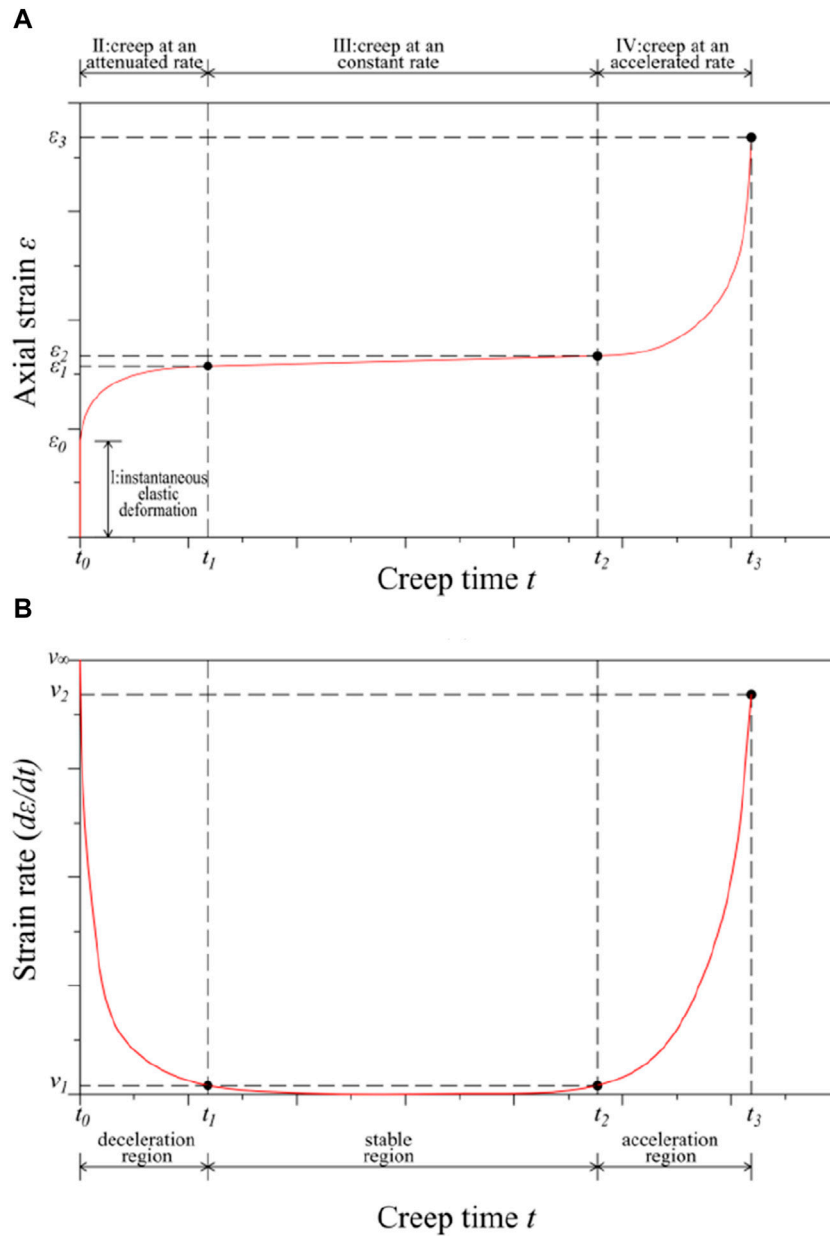 A
II:creep at an
attenuated rate
III:creep at an
constant rate
IV:creep at an
accelerated rate
ε3
ε2
ε1
ε0
Axial strain ε
I:instantaneous
elastic
deformation
t0 t1 t2 t3
Creep time t
B
v∞
v2
v1
Strain rate (dε/dt)
t0 t1 t2 t3
deceleration
region
stable
region
acceleration
region
Creep time t